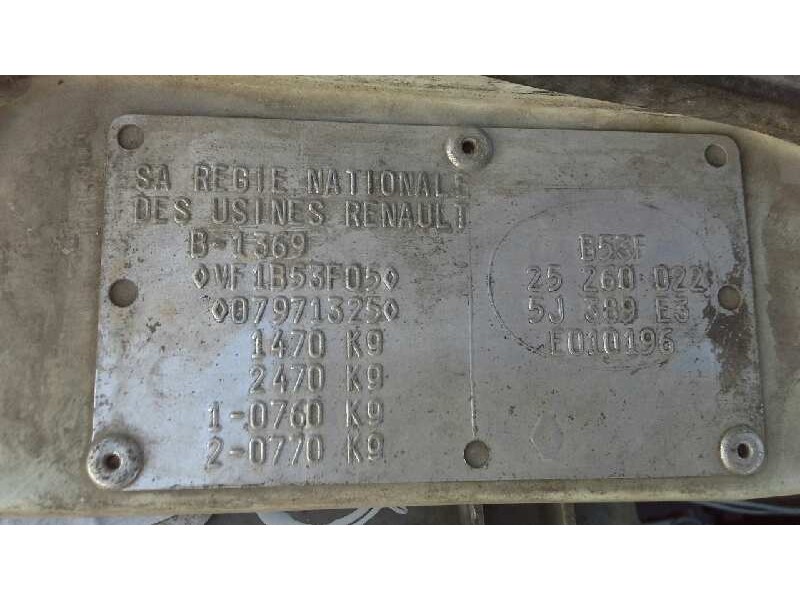 SA REGIE NATIONALE
DES USINES RENAULT
B-1369
◊VF1B53F05◊
◊07971325◊
1470 K9
2470 K9
1-0760 K9
2-0770 K9
B53F
25 260 022
5J 389 E3
E010196